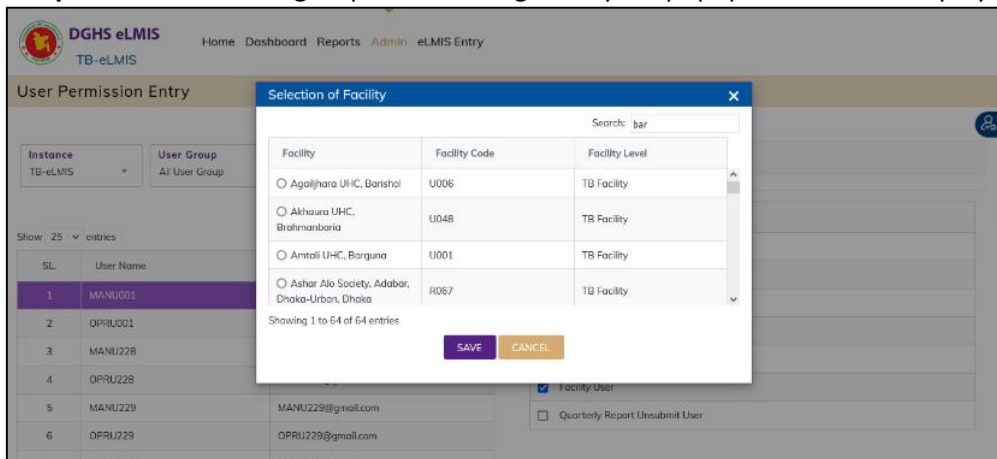 DGHS eLMIS
TB-eLMIS
Home Dashboard Reports Admin eLMIS Entry
User Permission Entry
Selection of Facility ×
Search: bar
Instance
TB-eLMIS
User Group
All User Group
Facility Facility Code Facility Level
Agailjhara UHC, Barishal U006 TB Facility
Akhaura UHC,
Brahmanbaria U048 TB Facility
Amtali UHC, Barguna U001 TB Facility
Ashar Alo Society, Adabar,
Dhaka-Urban, Dhaka R067 TB Facility
Showing 1 to 64 of 64 entries
SAVE CANCEL
Show 25 entries
SL. User Name
1 MANU001
2 OPRU001
3 MANU228
4 OPRU228
5 MANU229 MANU229@gmail.com
6 OPRU229 OPRU229@gmail.com
Facility User
Quarterly Report Unsubmit User